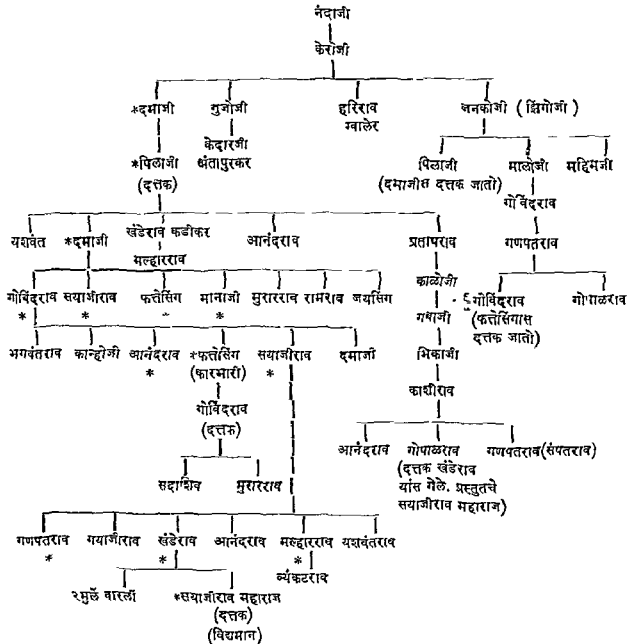 नंदाजी
केरोजी
*दमाजी गुजोजी हरिराव जनकोजी (झिंगोजी)
केदारजी ग्वालेर
*पिलाजी
(दत्तक) पिलाजी मालोजी महिमजी
(दमाजीस दत्तक जातो)
गोविंदराव
यशवंत *दमाजी खंडेराव कडीकर आनंदराव प्रतापराव गणपतराव
मल्हारराव
काळोजी
गोविंदराव सयाजीराव फत्तेसिंग मानाजी मुरारराव रामराव जयसिंग गोविंदराव गोपाळराव
* * - *
गधाजी (फत्तेसिंगास
दत्तक जातो)
भगवंतराव कान्होजी आनंदराव *फत्तेसिंग सयाजीराव दमाजी भिकाजी
* (कारभारी) *
काशीराव
गोविंदराव
(दत्तक)
आनंदराव गोपाळराव गणपतराव (संपतराव)
(दत्तक खंडेराव
सदाशिव मुरारराव यांस गेले. प्रस्तुतचे
सयाजीराव महाराज)
गणपतराव गयाजीराव खंडेराव आनंदराव मल्हारराव यशवंतराव
* * *
व्यंकटराव
२मुलें वारलीं *सयाजीराव महाराज
(दत्तक)
(विद्यमान)